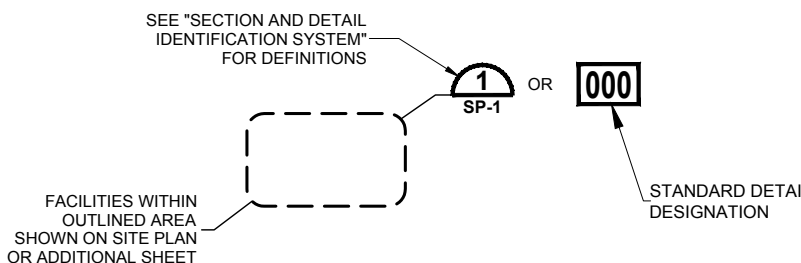 SEE "SECTION AND DETAIL
IDENTIFICATION SYSTEM"
FOR DEFINITIONS
1
SP-1
OR
000
FACILITIES WITHIN
OUTLINED AREA
SHOWN ON SITE PLAN
OR ADDITIONAL SHEET
STANDARD DETAI
DESIGNATION